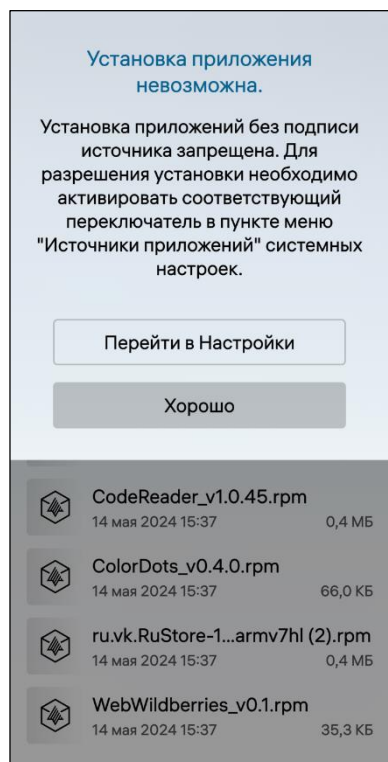 Установка приложения
невозможна.
Установка приложений без подписи
источника запрещена. Для
разрешения установки необходимо
активировать соответствующий
переключатель в пункте меню
"Источники приложений" системных
настроек.
Перейти в Настройки
Хорошо
CodeReader_v1.0.45.rpm
14 мая 2024 15:37 0,4 МБ
ColorDots_v0.4.0.rpm
14 мая 2024 15:37 66,0 КБ
ru.vk.RuStore-1...armv7hl (2).rpm
14 мая 2024 15:37 0,4 МБ
WebWildberries_v0.1.rpm
14 мая 2024 15:37 35,3 КБ